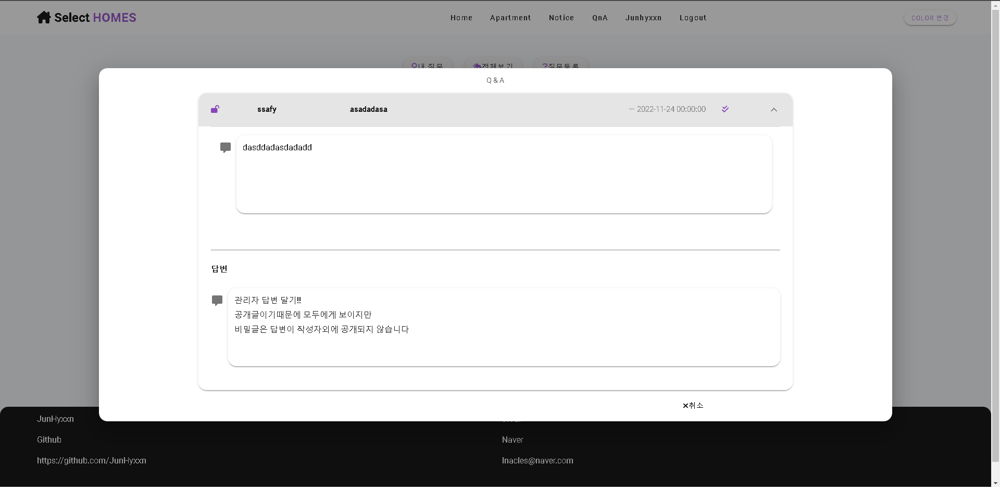 Select HOMES
Home Apartment Notice QnA Junhyxxn Logout
COLOR 변경
내 질문 전체보기 ?질문등록
Q & A
ssafy asadadasa — 2022-11-24 00:00:00
dasddadasdadadd
답변
관리자 답변 달기!!
공개글이기때문에 모두에게 보이지만
비밀글은 답변이 작성자외에 공개되지 않습니다
×취소
JunHyxxn
Github Naver
https://github.com/JunHyxxn lnacles@naver.com